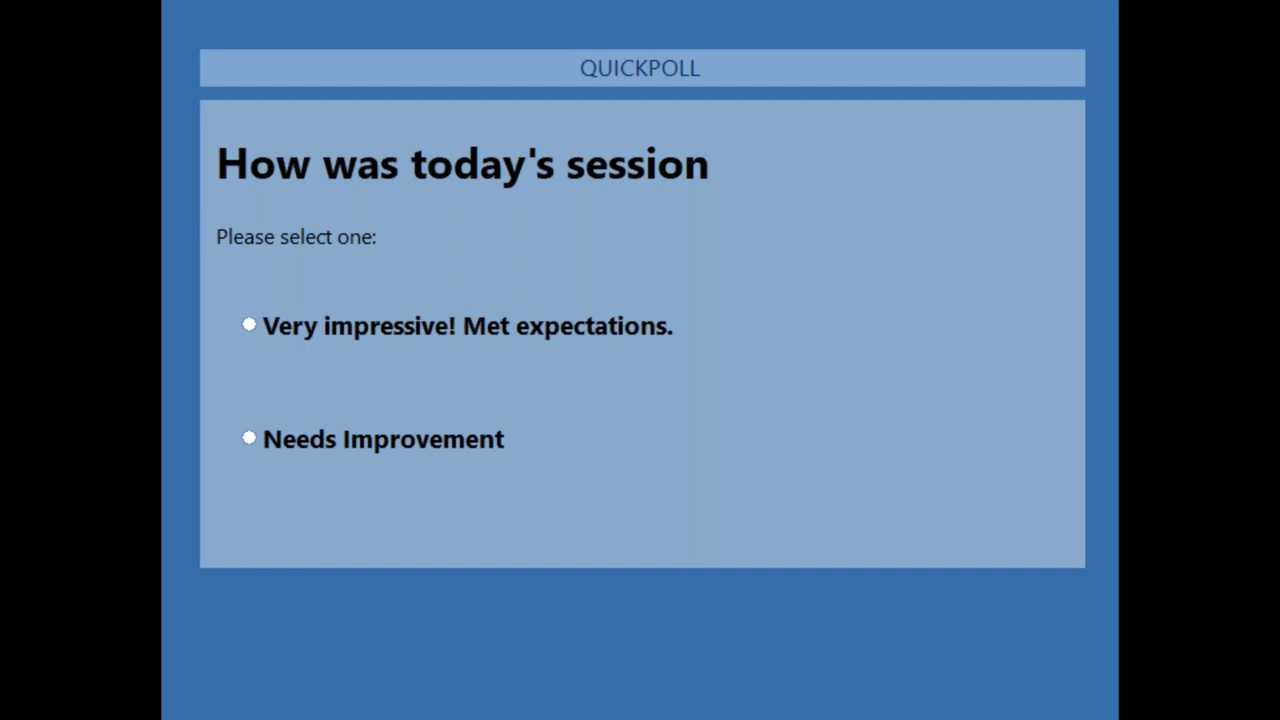 QUICKPOLL
How was today's session
Please select one:
Very impressive! Met expectations.
Needs Improvement